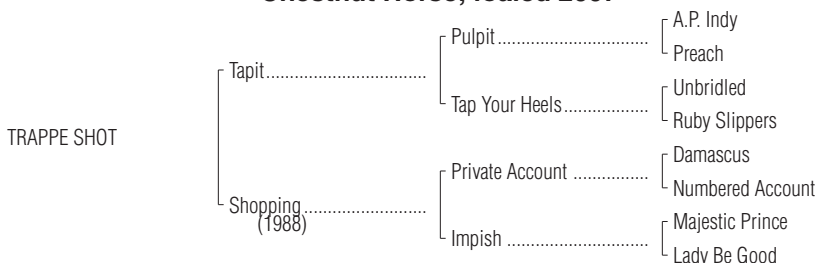 Chestnut Horse, foaled
A.P. Indy
Pulpit................................
Preach
Tapit..................................
Unbridled
Tap Your Heels..................
Ruby Slippers
TRAPPE SHOT
Damascus
Private Account ................
Numbered Account
Shopping..........................
(1988)
Majestic Prince
Impish ..............................
Lady Be Good